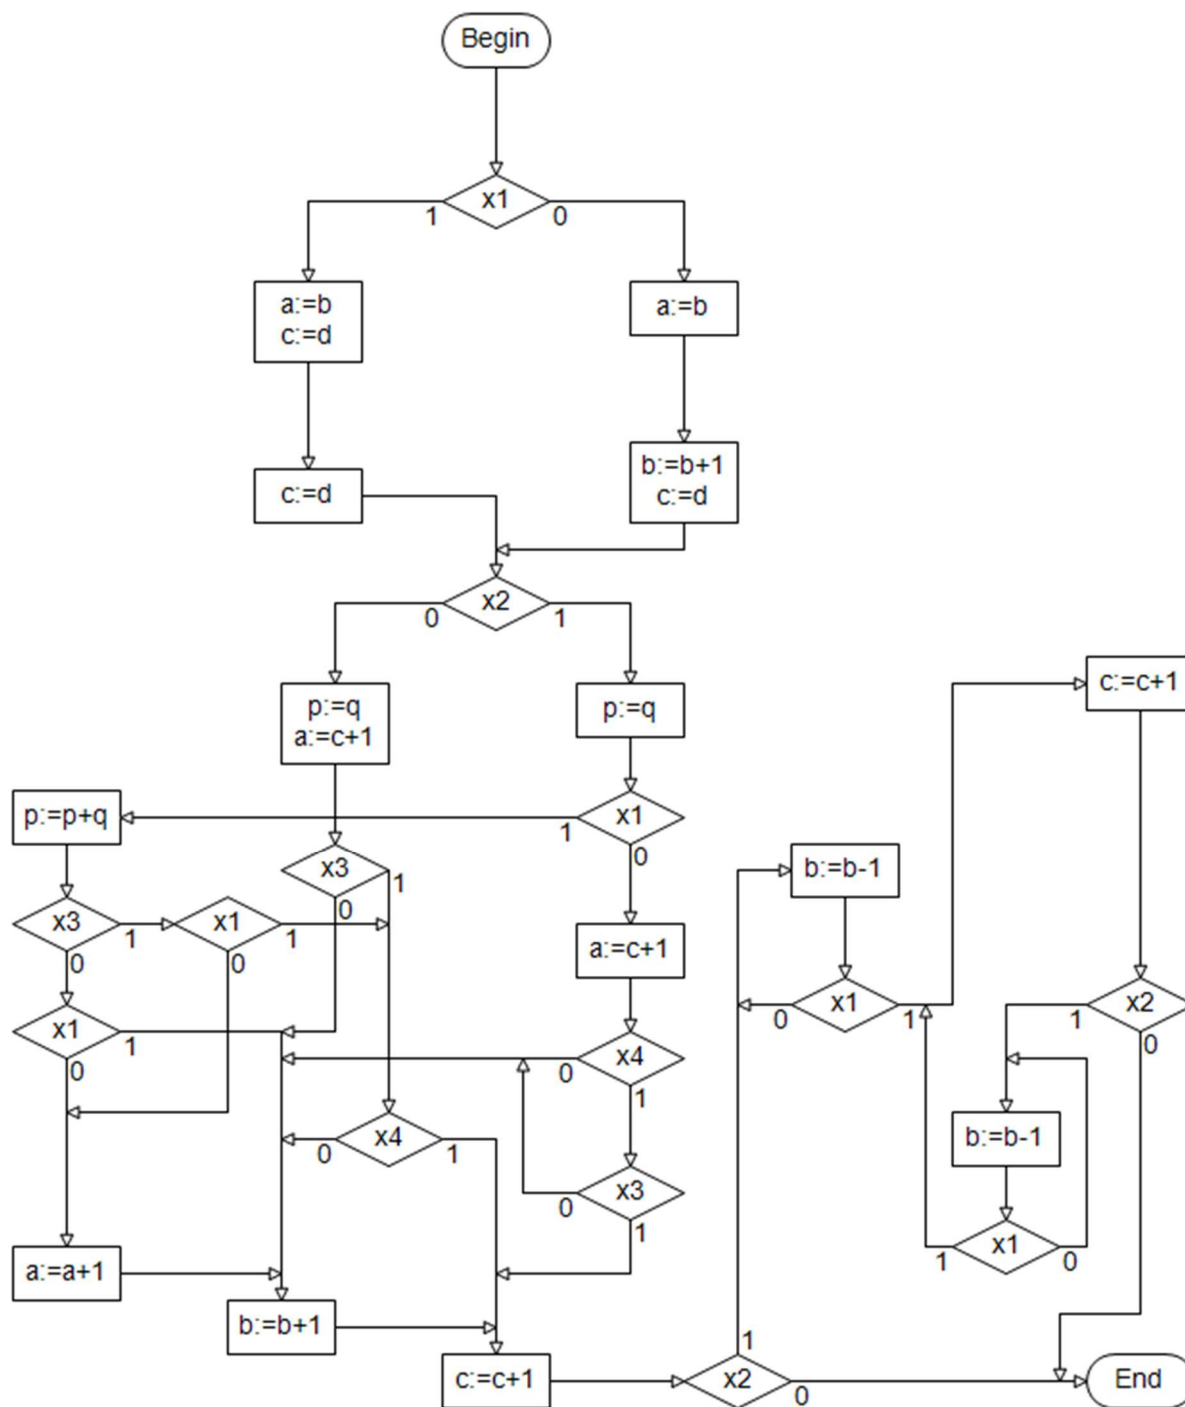 Begin
x1
1
0
a:=b
c:=d
a:=b
c:=d
b:=b+1
c:=d
x2
0
1
p:=q
a:=c+1
p:=q
c:=c+1
p:=p+q
x1
1
0
x3
1
0
b:=b-1
x3
1
0
x1
1
0
a:=c+1
x1
1
0
x4
0
1
x1
0
1
x2
1
0
x4
0
1
b:=b-1
x3
0
1
x1
1
0
a:=a+1
b:=b+1
c:=c+1
x2
1
0
End